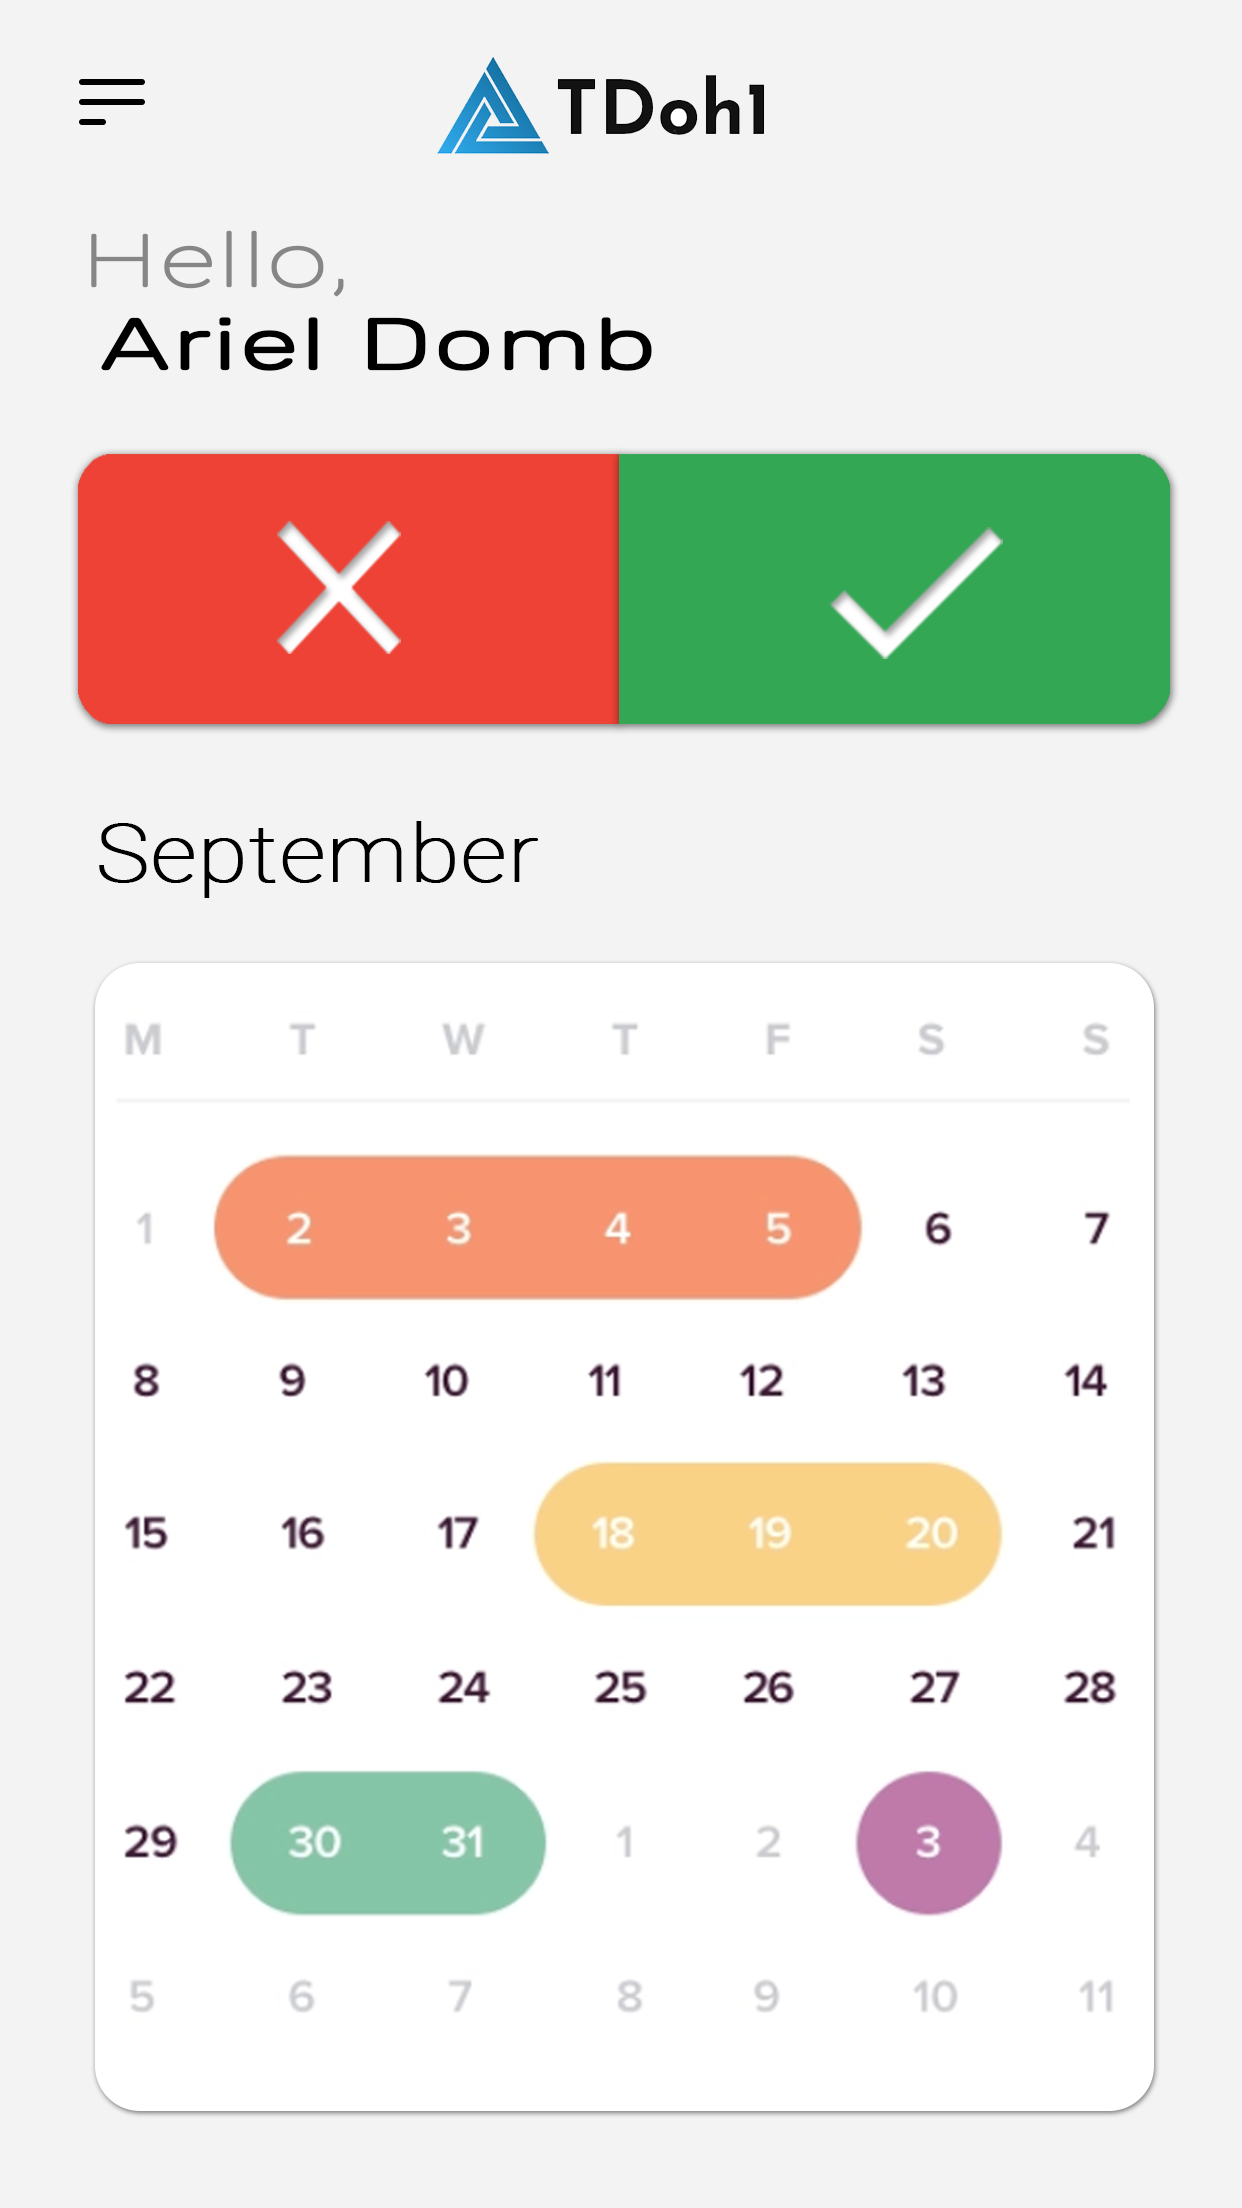 TDoh1
Hello,
Ariel Domb
September
M T W T F S S
1 2 3 4 5 6 7
8 9 10 11 12 13 14
15 16 17 18 19 20 21
22 23 24 25 26 27 28
29 30 31 1 2 3 4
5 6 7 8 9 10 11